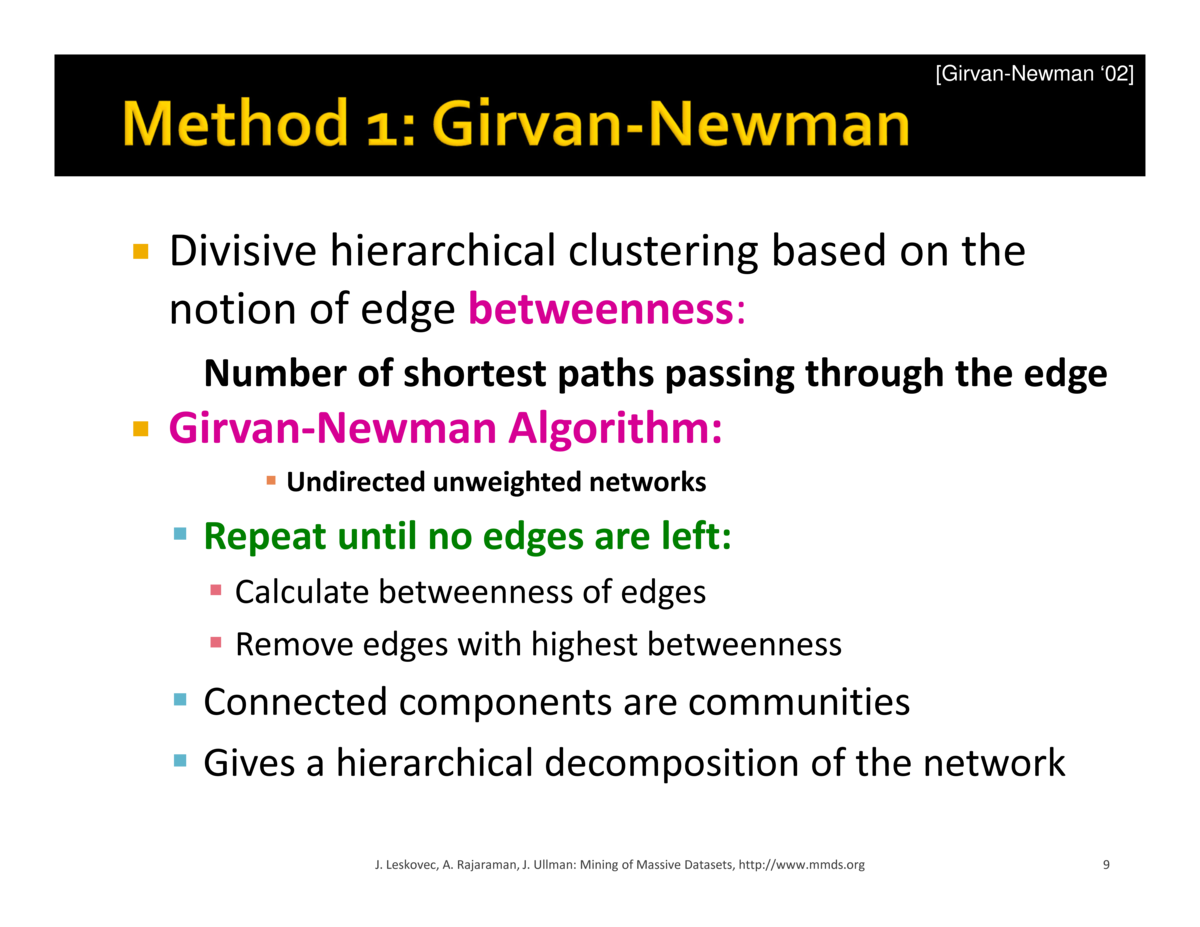 [Girvan-Newman ‘02]
Method 1: Girvan-Newman
Divisive hierarchical clustering based on the
notion of edge betweenness:
Number of shortest paths passing through the edge
Girvan-Newman Algorithm:
Undirected unweighted networks
Repeat until no edges are left:
Calculate betweenness of edges
Remove edges with highest betweenness
Connected components are communities
Gives a hierarchical decomposition of the network
J. Leskovec, A. Rajaraman, J. Ullman: Mining of Massive Datasets, http://www.mmds.org
9